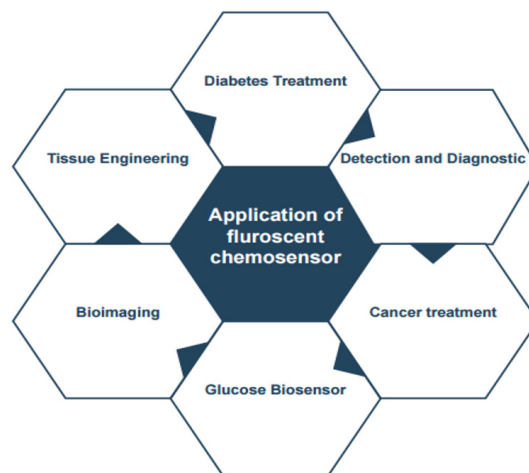 Diabetes Treatment
Tissue Engineering
Detection and Diagnostic
Application of
fluroscent
chemosensor
Bioimaging
Cancer treatment
Glucose Biosensor